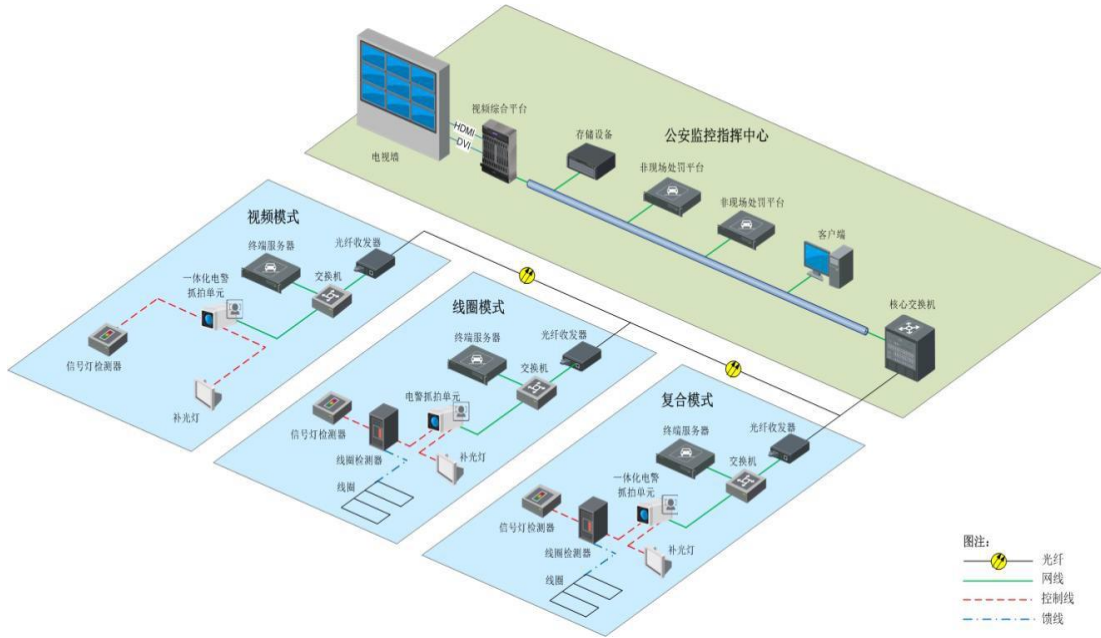 公安监控指挥中心
电视墙
HDMI
DVI
视频综合平台
存储设备
非现场处罚平台
非现场处罚平台
客户端
核心交换机
视频模式
终端服务器
光纤收发器
一体化电警
抓拍单元
交换机
信号灯检测器
补光灯
线圈模式
终端服务器
光纤收发器
交换机
电警抓拍单元
信号灯检测器
线圈检测器
补光灯
线圈
复合模式
终端服务器
光纤收发器
交换机
一体化电警
抓拍单元
信号灯检测器
线圈检测器
补光灯
线圈
图注：
光纤
网线
控制线
馈线